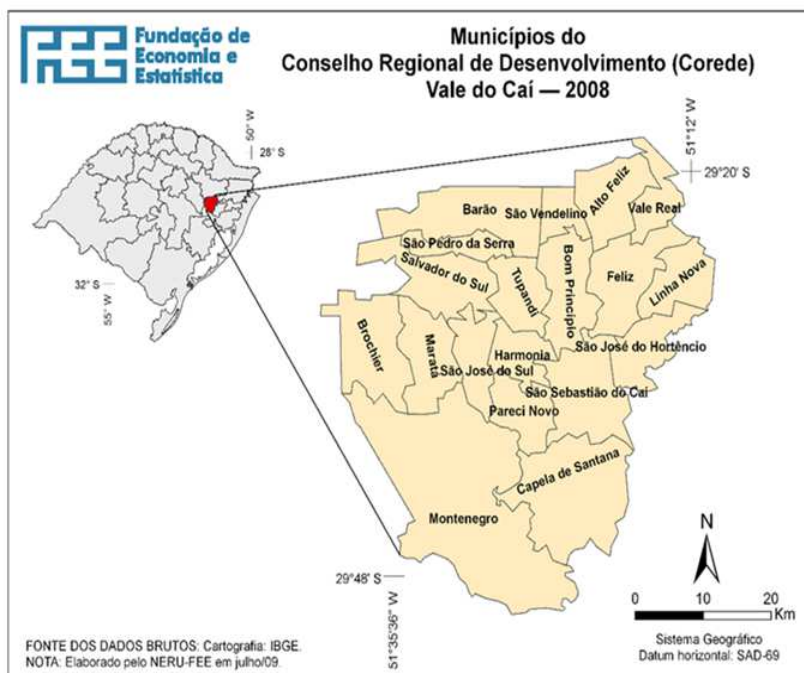 FEE
Fundação de
Economia e
Estatística
Municípios do
Conselho Regional de Desenvolvimento (Corede)
Vale do Caí — 2008
50° W
28° S
32° S
55° W
51°12' W
29°20' S
Alto Feliz
Vale Real
Barão
São Vendelino
São Pedro da Serra
Salvador do Sul
Tupandi
Bom Princípio
Feliz
Linha Nova
Brochier
Maratá
São José do Sul
Harmonia
São José do Hortêncio
São Sebastião do Caí
Pareci Novo
Capela de Santana
Montenegro
29°48' S
51°35'36" W
N
0 10 20
Km
Sistema Geográfico
Datum horizontal: SAD-69
FONTE DOS DADOS BRUTOS: Cartografia: IBGE.
NOTA: Elaborado pelo NERU-FEE em julho/09.